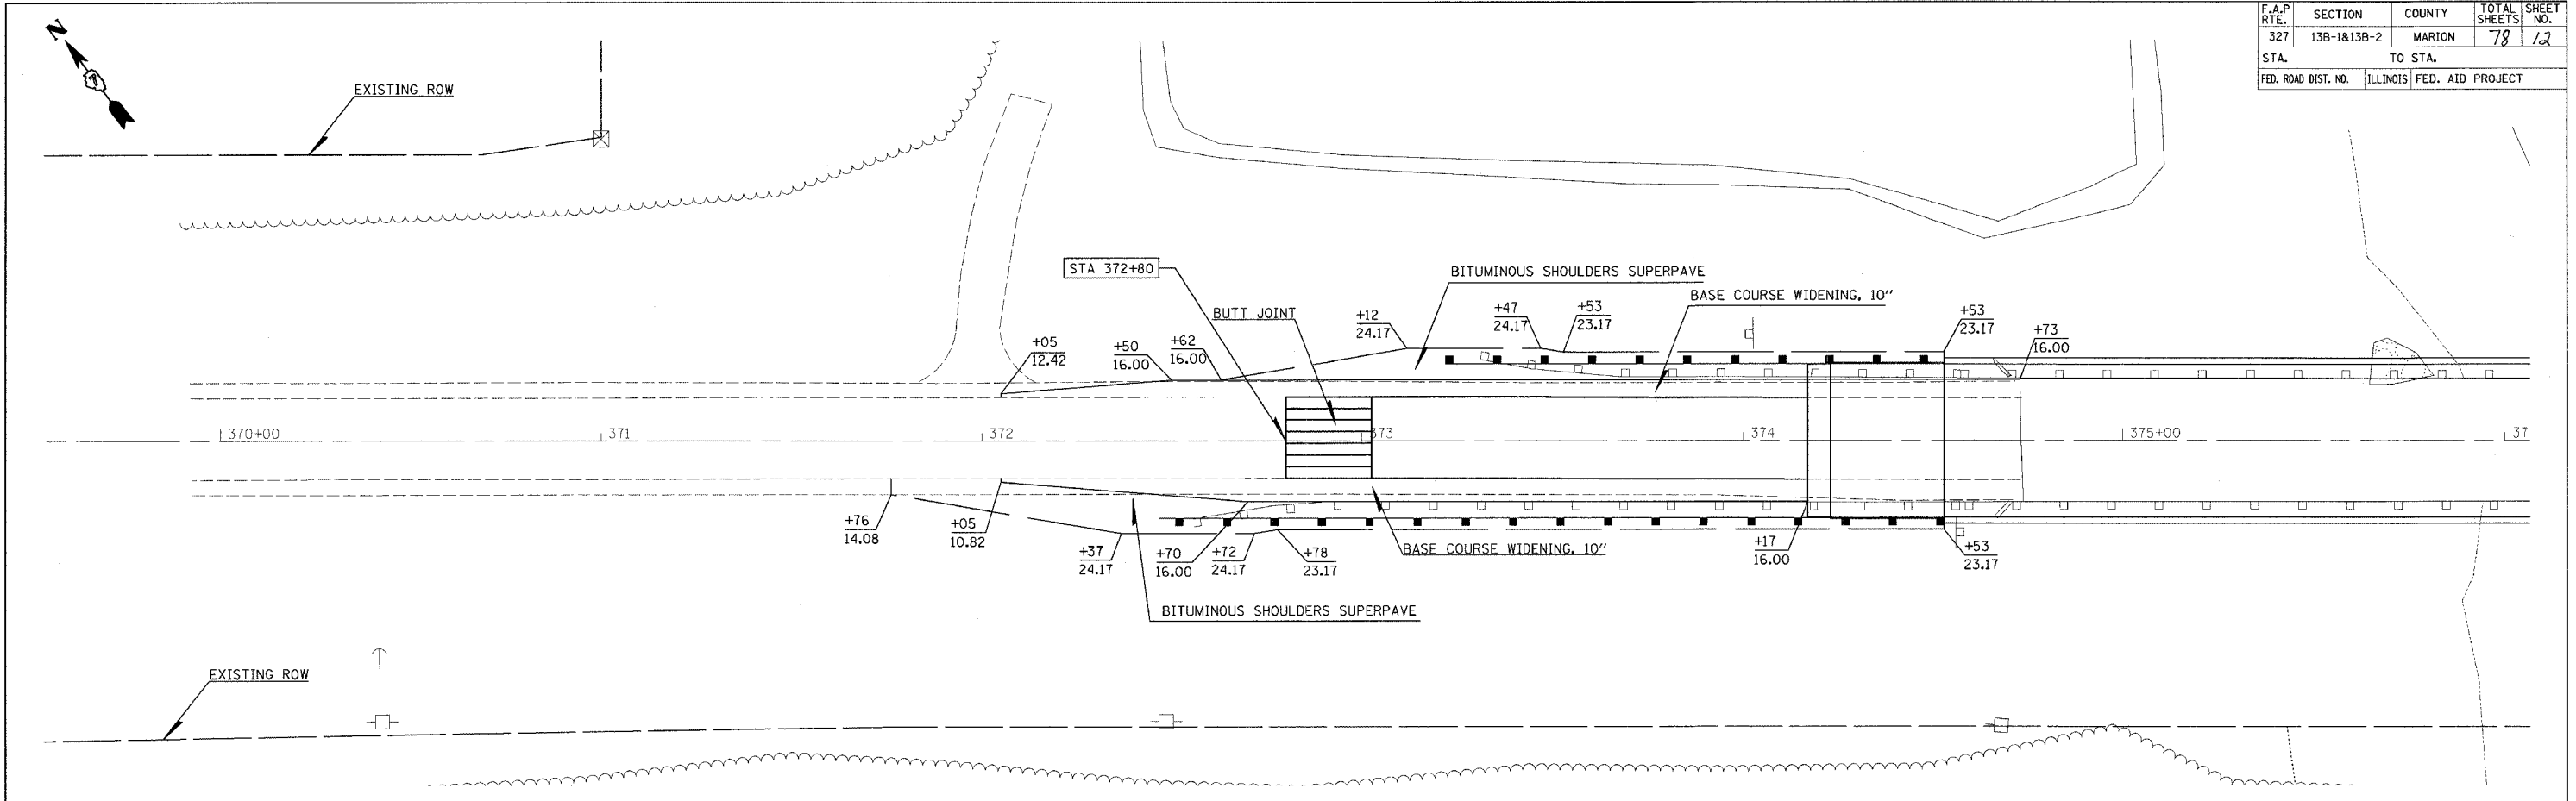 F.A.P RTE. SECTION COUNTY TOTAL SHEETS SHEET NO.
327 13B-1&13B-2 MARION 78 12
STA. TO STA.
FED. ROAD DIST. NO. ILLINOIS FED. AID PROJECT
N
EXISTING ROW
STA 372+80
BITUMINOUS SHOULDERS SUPERPAVE
BASE COURSE WIDENING, 10"
BUTT JOINT
+05
12.42
+50
16.00
+62
16.00
+12
24.17
+47
24.17
+53
23.17
+53
23.17
+73
16.00
370+00 371 372 373 374 375+00 37
+76
14.08
+05
10.82
+37
24.17
+70
16.00
+72
24.17
+78
23.17
BASE COURSE WIDENING, 10"
+17
16.00
+53
23.17
BITUMINOUS SHOULDERS SUPERPAVE
EXISTING ROW